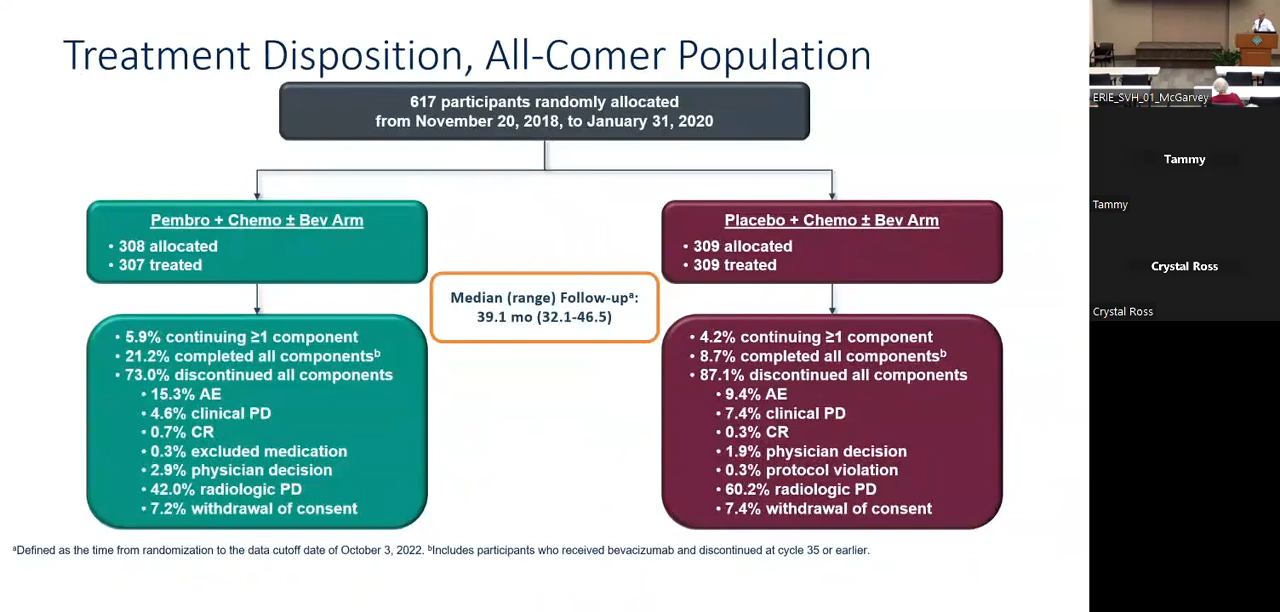 Treatment Disposition, All-Comer Population
617 participants randomly allocated
from November 20, 2018, to January 31, 2020
Pembro + Chemo ± Bev Arm
• 308 allocated
• 307 treated
Placebo + Chemo ± Bev Arm
• 309 allocated
• 309 treated
Median (range) Follow-upᵃ:
39.1 mo (32.1-46.5)
• 5.9% continuing ≥1 component
• 21.2% completed all componentsᵇ
• 73.0% discontinued all components
• 15.3% AE
• 4.6% clinical PD
• 0.7% CR
• 0.3% excluded medication
• 2.9% physician decision
• 42.0% radiologic PD
• 7.2% withdrawal of consent
• 4.2% continuing ≥1 component
• 8.7% completed all componentsᵇ
• 87.1% discontinued all components
• 9.4% AE
• 7.4% clinical PD
• 0.3% CR
• 1.9% physician decision
• 0.3% protocol violation
• 60.2% radiologic PD
• 7.4% withdrawal of consent
ᵃDefined as the time from randomization to the data cutoff date of October 3, 2022. ᵇIncludes participants who received bevacizumab and discontinued at cycle 35 or earlier.
ERIE_SVH_01_McGarvey
Tammy
Tammy
Crystal Ross
Crystal Ross